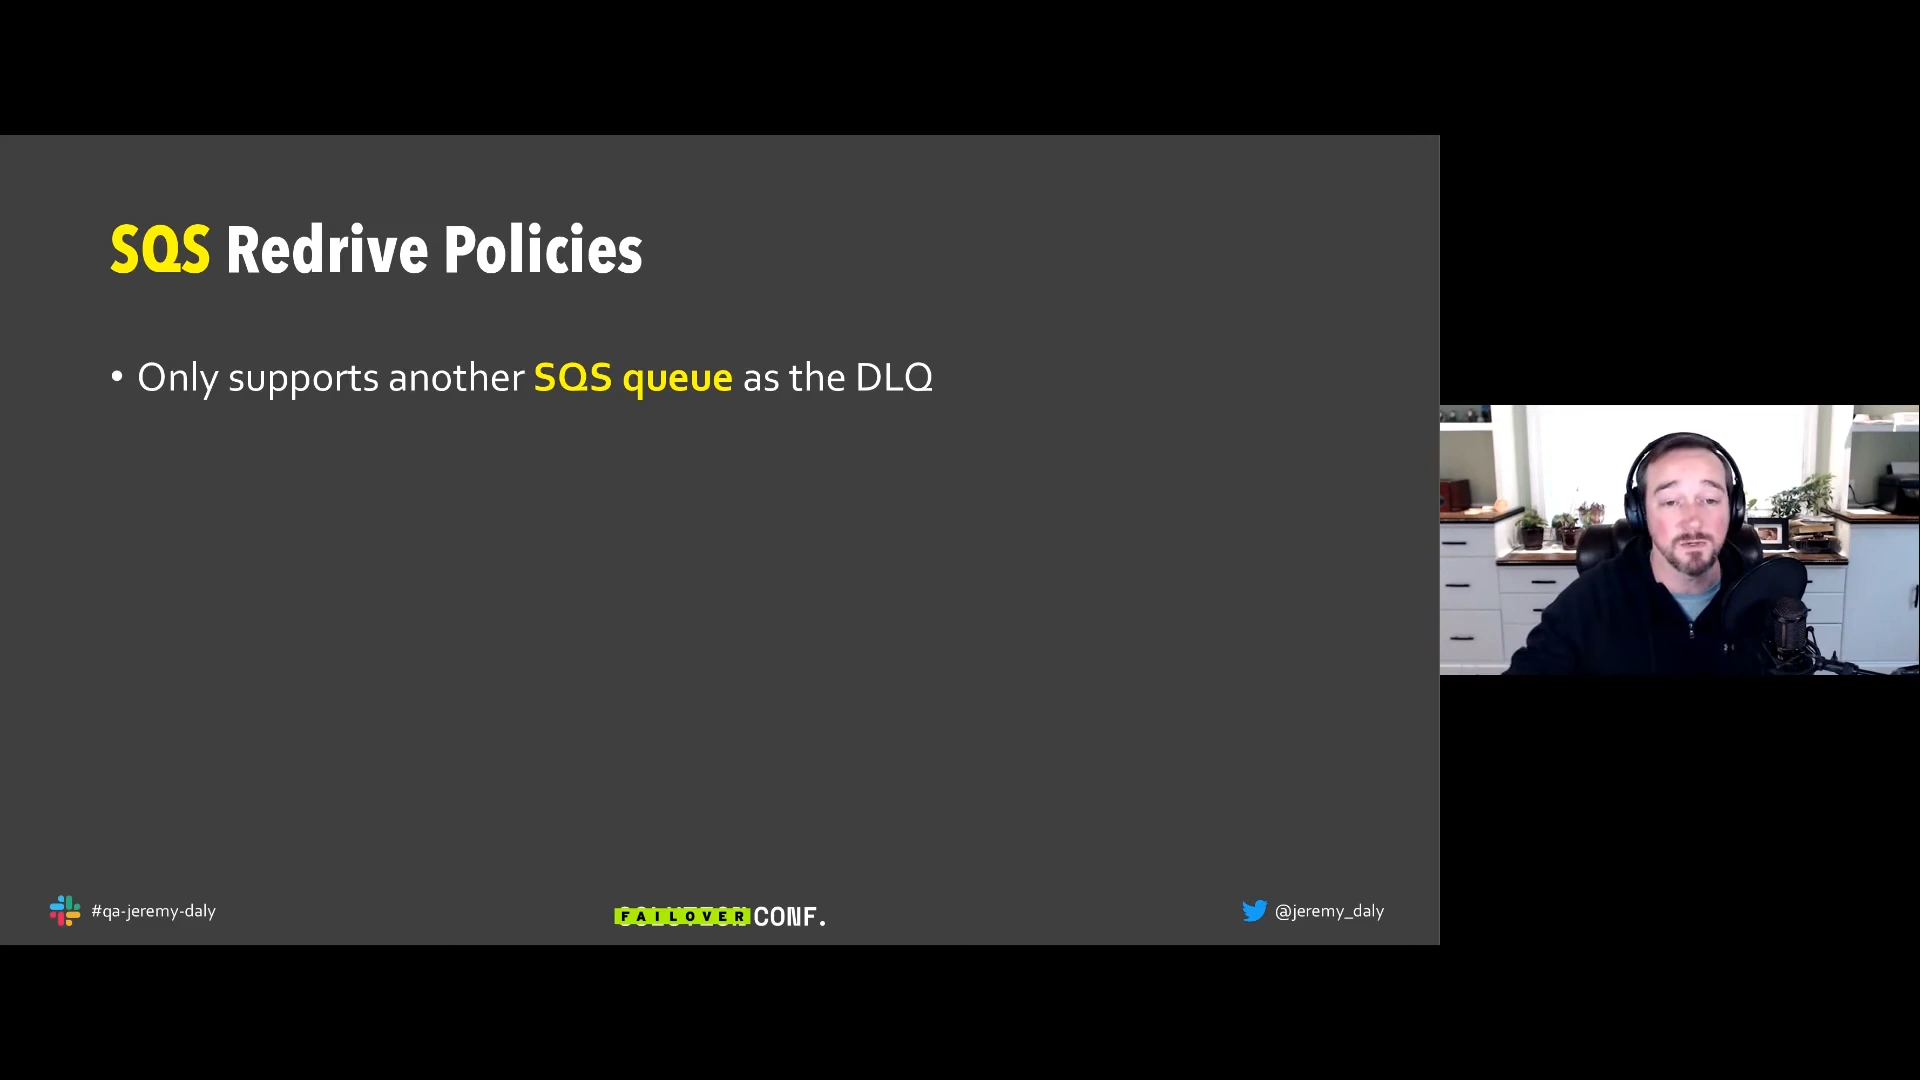 SQS Redrive Policies
• Only supports another SQS queue as the DLQ
#qa-jeremy-daly
FAILOVER CONF.
@jeremy_daly